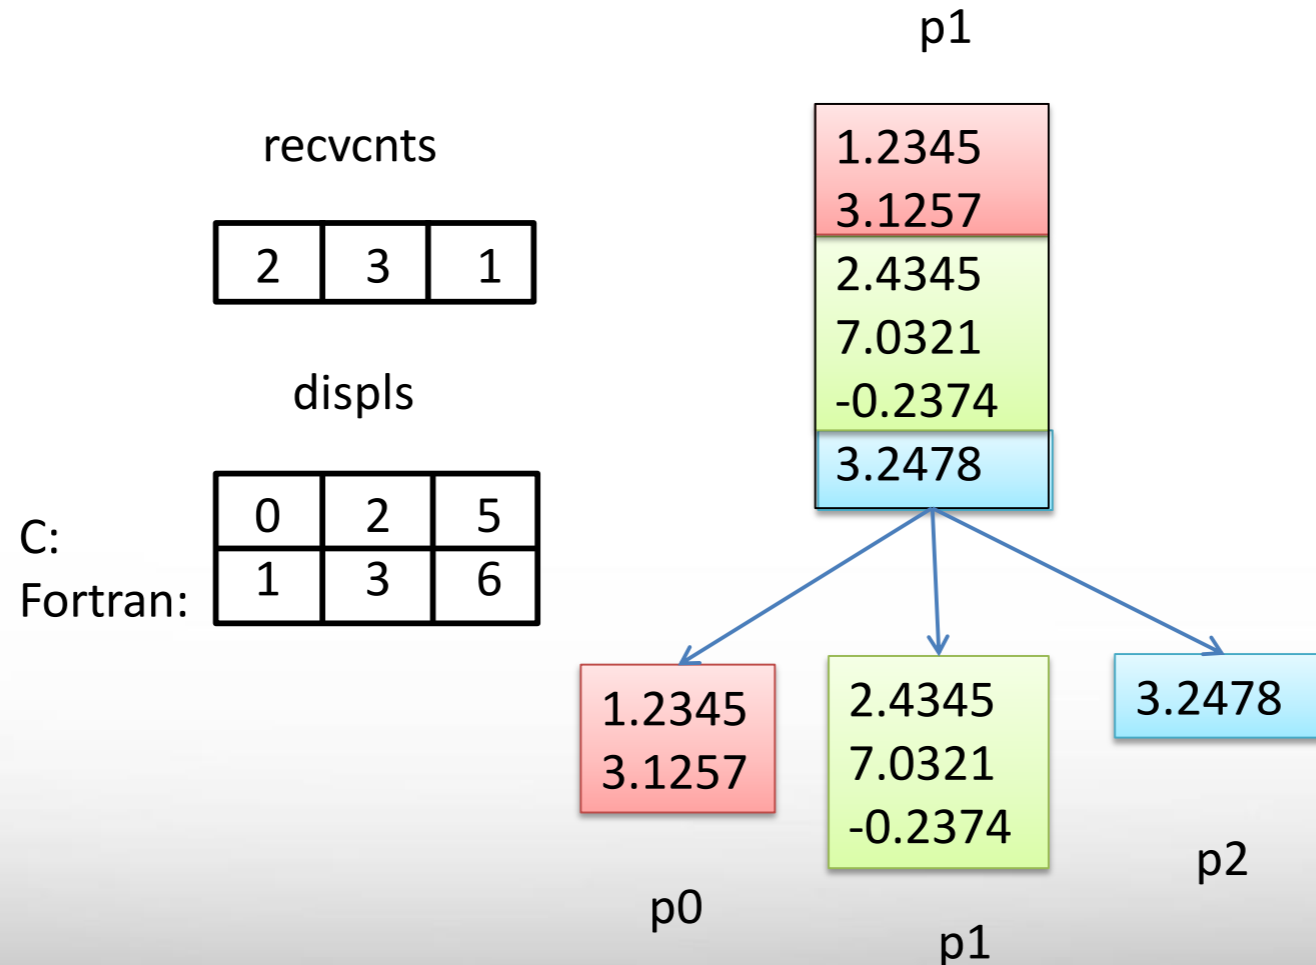 p1
recvcnts
2 3 1
displs
C: 0 2 5
Fortran: 1 3 6
1.2345
3.1257
2.4345
7.0321
-0.2374
3.2478
1.2345
3.1257
p0
2.4345
7.0321
-0.2374
p1
3.2478
p2